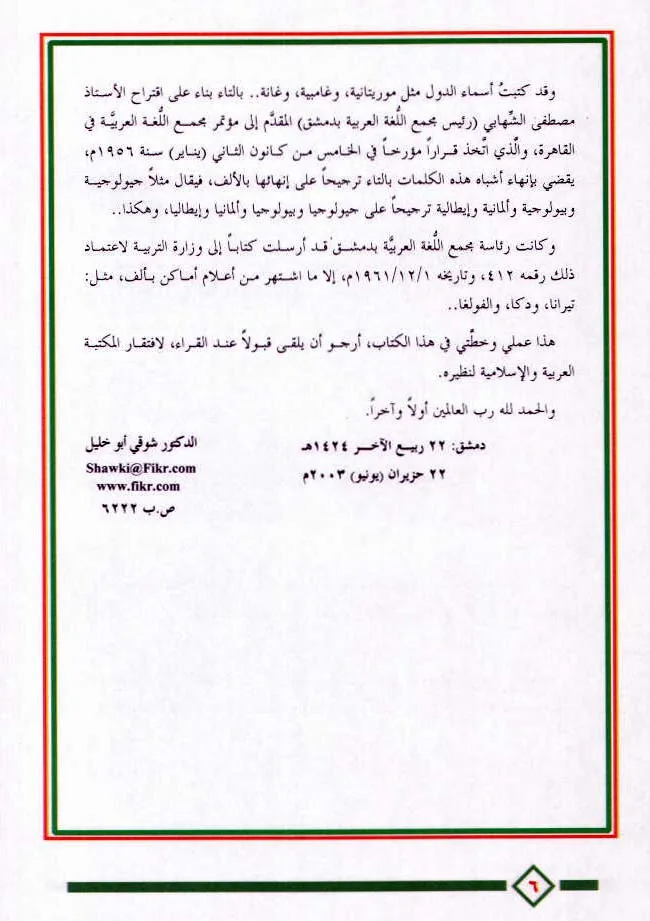 وقد كتبتُ أسماء الدول مثل موريتانية، وغامبية، وغانة.. بالتاء بناء على اقتراح الأستاذ
مصطفى الشِّهابي (رئيس مجمع اللُّغة العربية بدمشق) المقدَّم إلى مؤتمر مجمع اللُّغة العربيَّة في
القاهرة، والَّذي اتَّخذ قراراً مؤرخاً في الخامس من كانون الثاني (يناير) سنة ١٩٥٦م،
يقضي بإنهاء أشباه هذه الكلمات بالتاء ترجيحاً على إنهائها بالألف، فيقال مثلاً جيولوجية
وبيولوجية وألمانية وإيطالية ترجيحاً على جيولوجيا وبيولوجيا وألمانيا وإيطاليا، وهكذا..
وكانت رئاسة مجمع اللُّغة العربيَّة بدمشق قد أرسلت كتاباً إلى وزارة التربية لاعتماد
ذلك رقمه ٤١٢، وتاريخه ١٩٦١/١٢/١م، إلا ما اشتهر من أعلام أماكن بألف، مثل:
تيرانا، ودكا، والفولغا..
هذا عملي وخطَّتي في هذا الكتاب، أرجو أن يلقى قبولاً عند القراء، لافتقار المكتبة
العربية والإسلامية لنظيره.
والحمد لله رب العالمين أولاً وآخراً.
دمشق: ٢٢ ربيع الآخر ١٤٢٤هـ
٢٢ حزيران (يونيو) ٢٠٠٣م
الدكتور شوقي أبو خليل
Shawki@Fikr.com
www.fikr.com
ص.ب ٦٢٢٢
٦